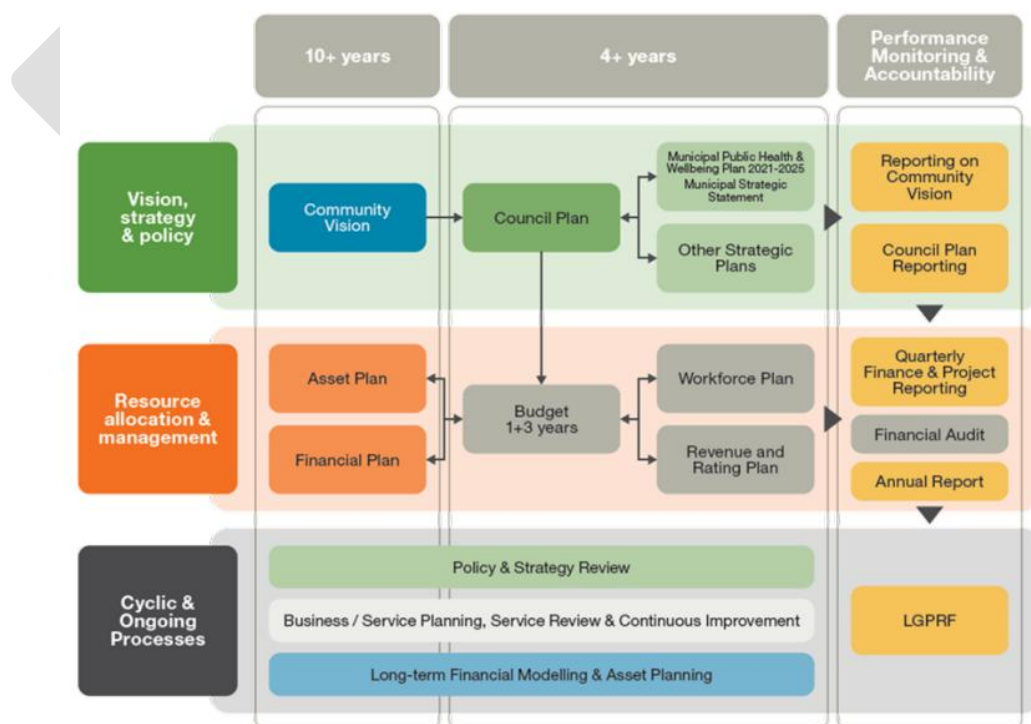 10+ years
4+ years
Performance
Monitoring &
Accountability
Vision,
strategy
& policy
Community
Vision
Council Plan
Municipal Public Health &
Wellbeing Plan 2021-2025
Municipal Strategic
Statement
Other Strategic
Plans
Reporting on
Community
Vision
Council Plan
Reporting
Resource
allocation &
management
Asset Plan
Financial Plan
Budget
1+3 years
Workforce Plan
Revenue and
Rating Plan
Quarterly
Finance & Project
Reporting
Financial Audit
Annual Report
Cyclic &
Ongoing
Processes
Policy & Strategy Review
Business / Service Planning, Service Review & Continuous Improvement
Long-term Financial Modelling & Asset Planning
LGPRF